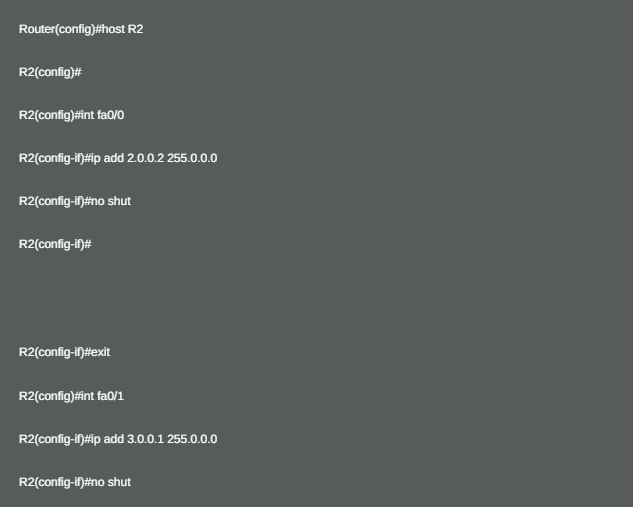 Router(config)#host R2
R2(config)#
R2(config)#int fa0/0
R2(config-if)#ip add 2.0.0.2 255.0.0.0
R2(config-if)#no shut
R2(config-if)#
R2(config-if)#exit
R2(config)#int fa0/1
R2(config-if)#ip add 3.0.0.1 255.0.0.0
R2(config-if)#no shut